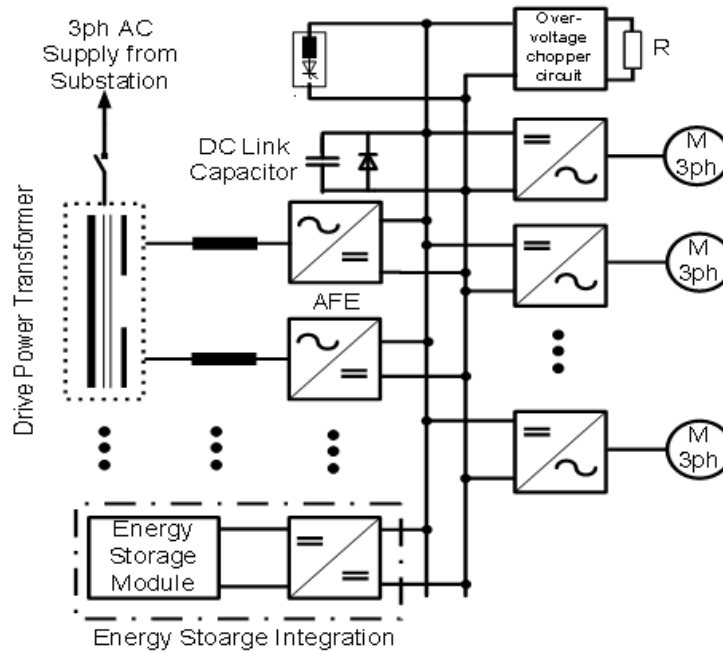 3ph AC
Supply from
Substation
Over-
voltage
chopper
circuit
R
DC Link
Capacitor
M
3ph
Drive Power Transformer
AFE
M
3ph
M
3ph
Energy
Storage
Module
Energy Stoarge Integration